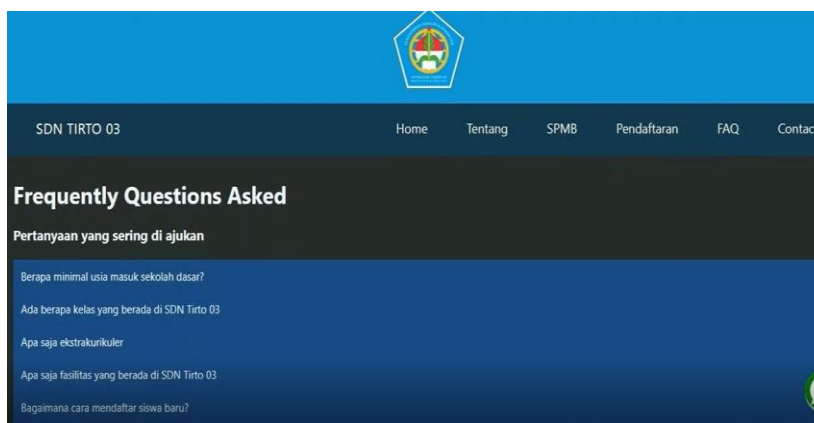 SDN TIRTO 03
Home Tentang SPMB Pendaftaran FAQ Contac
Frequently Questions Asked
Pertanyaan yang sering di ajukan
Berapa minimal usia masuk sekolah dasar?
Ada berapa kelas yang berada di SDN Tirto 03
Apa saja ekstrakurikuler
Apa saja fasilitas yang berada di SDN Tirto 03
Bagaimana cara mendaftar siswa baru?